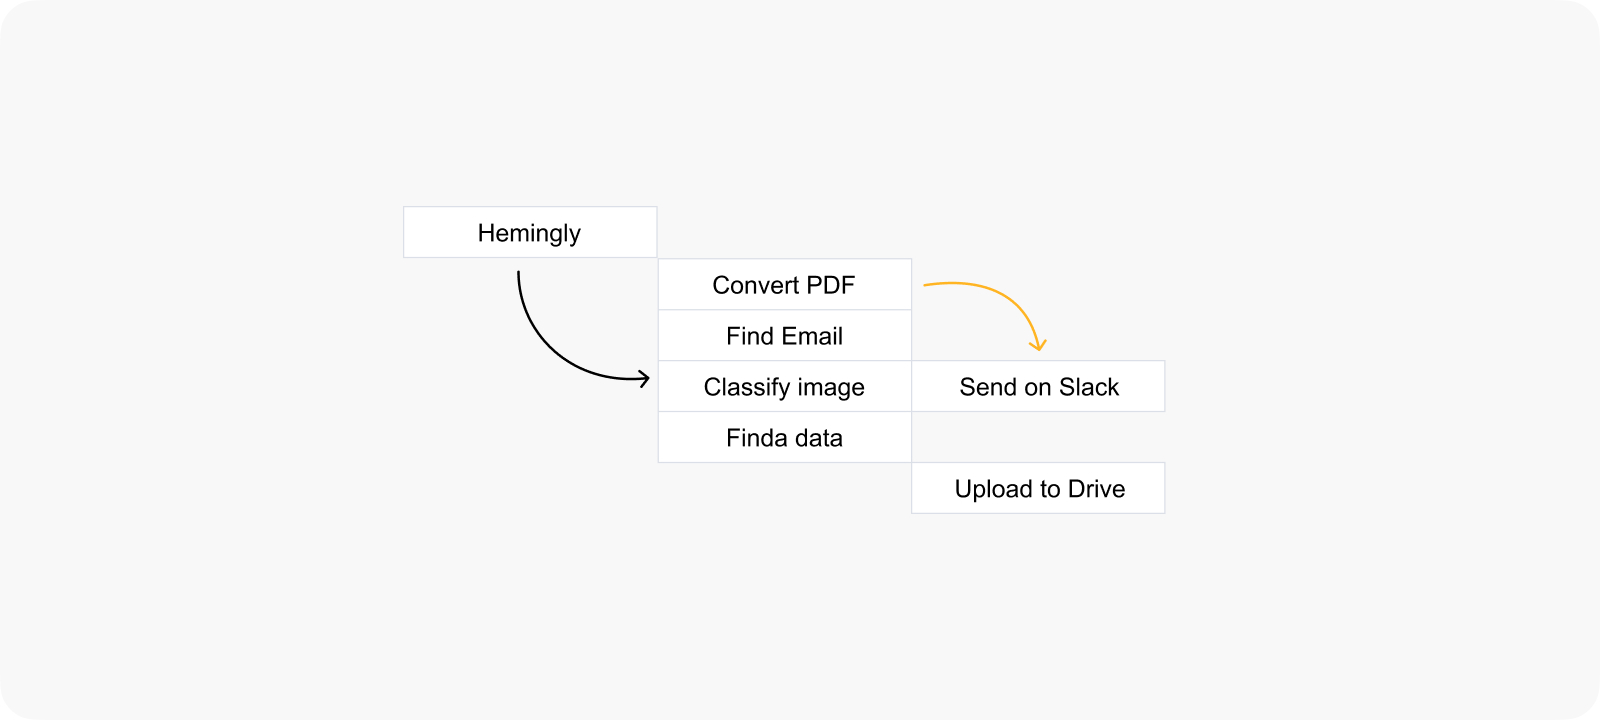 Hemingly
Convert PDF
Find Email
Classify image
Send on Slack
Finda data
Upload to Drive